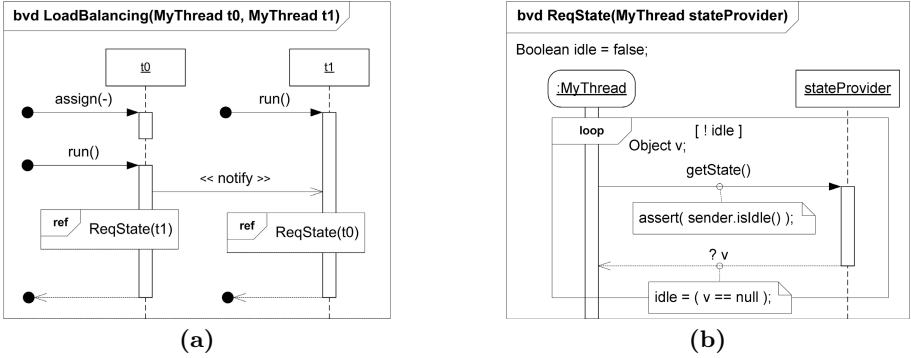 bvd LoadBalancing(MyThread t0, MyThread t1)
t0
t1
assign(-)
run()
run()
<< notify >>
ref
ReqState(t1)
ref
ReqState(t0)
(a)
bvd ReqState(MyThread stateProvider)
Boolean idle = false;
:MyThread
stateProvider
loop
[ ! idle ]
Object v;
getState()
assert( sender.isIdle() );
? v
idle = ( v == null );
(b)